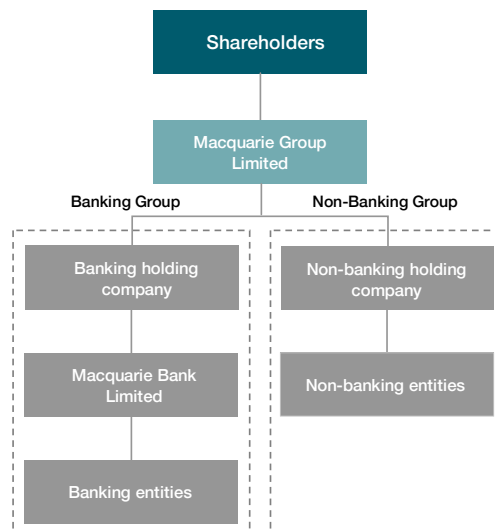 Shareholders
Macquarie Group
Limited
Banking Group
Non-Banking Group
Banking holding
company
Non-banking holding
company
Macquarie Bank
Limited
Non-banking entities
Banking entities